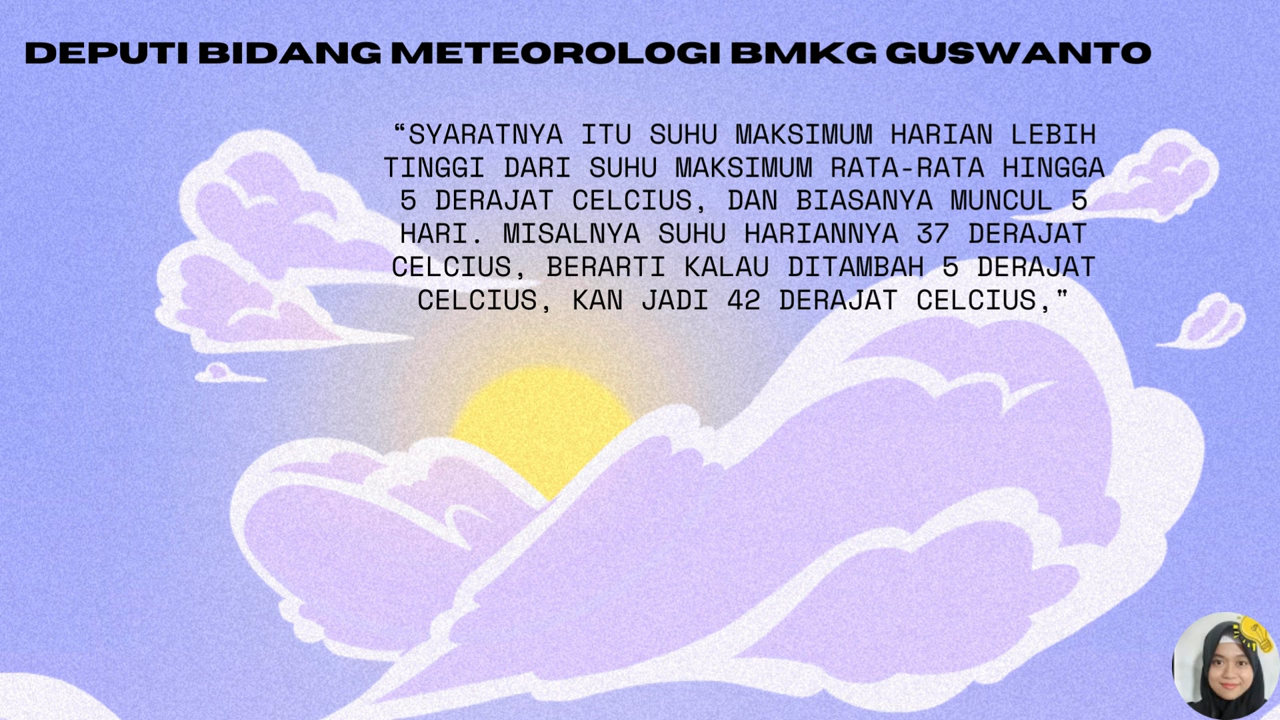 DEPUTI BIDANG METEOROLOGI BMKG GUSWANTO
“SYARATNYA ITU SUHU MAKSIMUM HARIAN LEBIH
TINGGI DARI SUHU MAKSIMUM RATA-RATA HINGGA
5 DERAJAT CELCIUS, DAN BIASANYA MUNCUL 5
HARI. MISALNYA SUHU HARIANNYA 37 DERAJAT
CELCIUS, BERARTI KALAU DITAMBAH 5 DERAJAT
CELCIUS, KAN JADI 42 DERAJAT CELCIUS,"